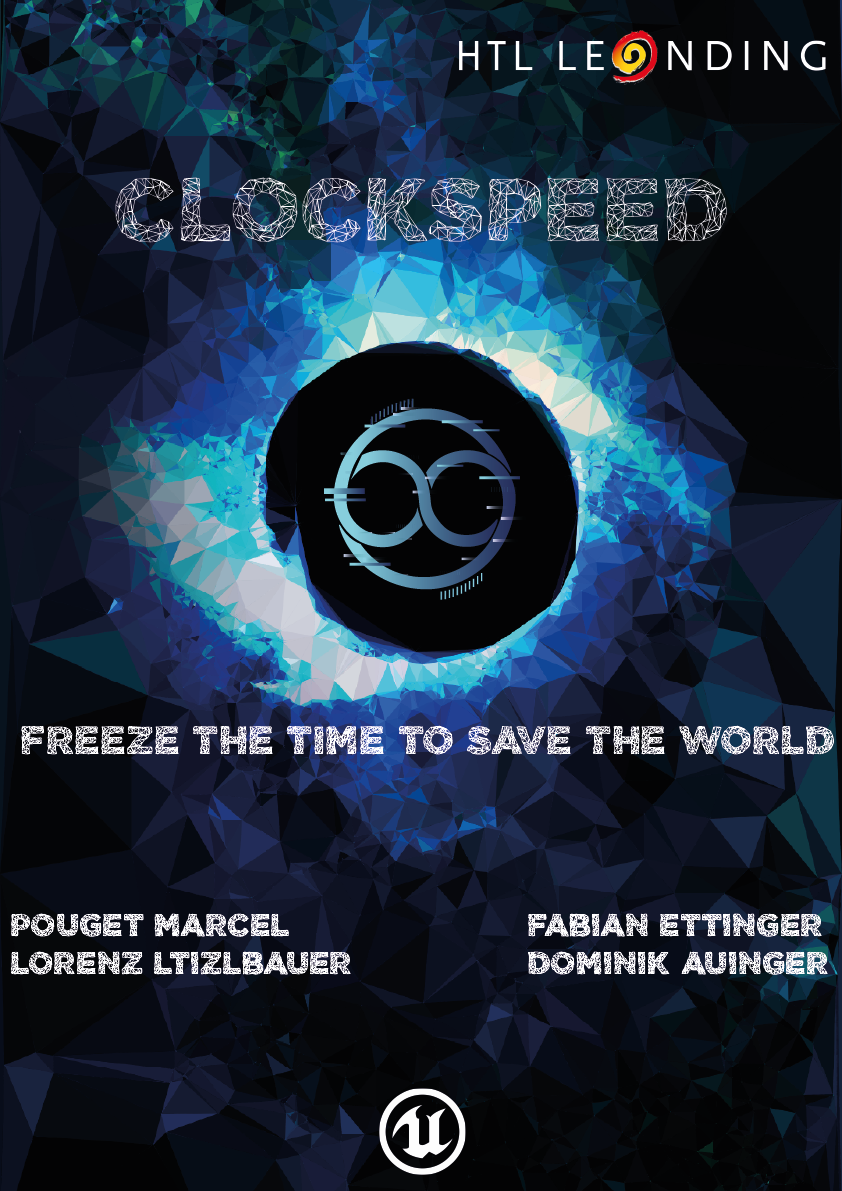 HTL LEONDING
CLOCKSPEED
FREEZE THE TIME TO SAVE THE WORLD
POUGET MARCEL
LORENZ LTIZLBAUER
FABIAN ETTINGER
DOMINIK AUINGER